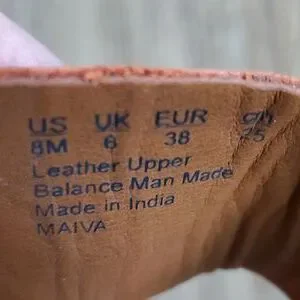 US UK EUR cm
8M 6 38 25
Leather Upper
Balance Man Made
Made in India
MAIVA